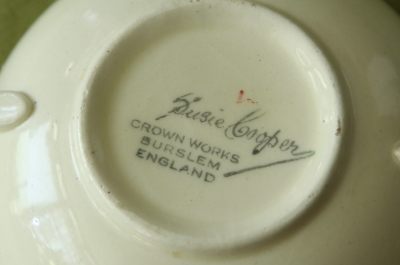 Susie Cooper
CROWN WORKS
BURSLEM
ENGLAND